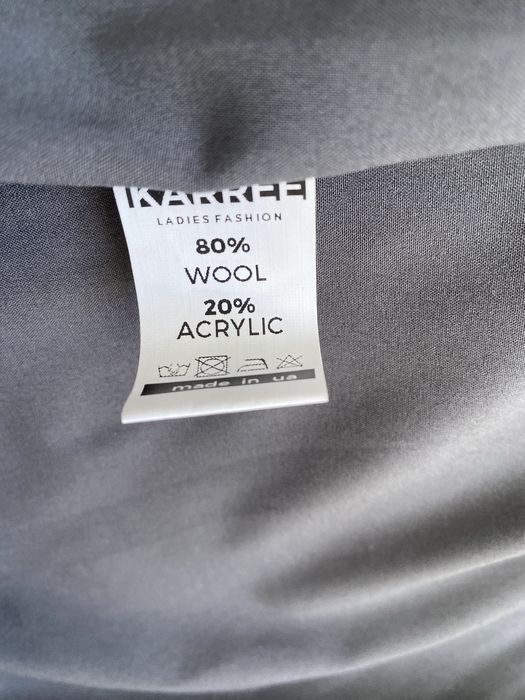 KARREE
LADIES FASHION
80%
WOOL
20%
ACRYLIC
made in ua